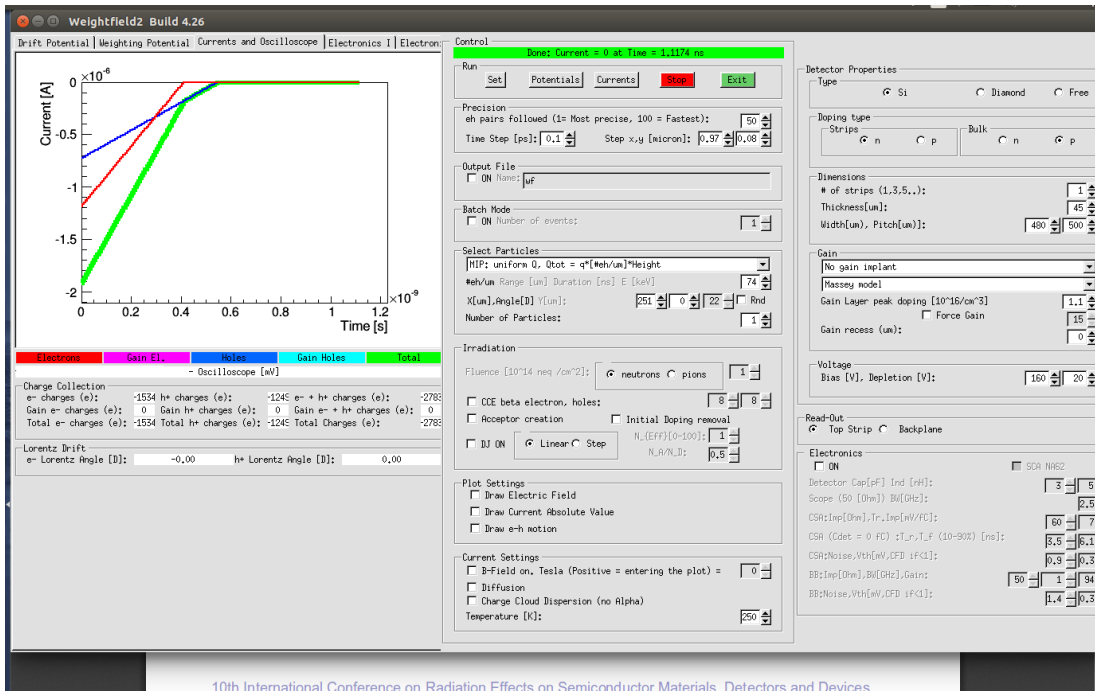 Weightfield2 Build 4.26
Drift Potential Weighting Potential Currents and Oscilloscope Electronics I Electron
×10⁻⁶
Current [A]
0
-0.5
-1
-1.5
-2
0 0.2 0.4 0.6 0.8 1 1.2
×10⁻⁹
Time [s]
Electrons Gain El. Holes Gain Holes Total
- Oscilloscope [mV]
Charge Collection
e- charges (e): -1534 h+ charges (e): -1249 e- + h+ charges (e): -2783
Gain e- charges (e): 0 Gain h+ charges (e): 0 Gain e- + h+ charges (e): 0
Total e- charges (e): -1534 Total h+ charges (e): -1249 Total Charges (e): -2783
Lorentz Drift
e- Lorentz Angle [D]: -0.00 h+ Lorentz Angle [D]: 0.00
Control
Done: Current = 0 at Time = 1.1174 ns
Run
Set Potentials Currents Stop Exit
Precision
eh pairs followed (1= Most precise, 100 = Fastest): 50
Time Step [ps]: 0.1 Step x,y [micron]: 0.97 0.08
Output File
ON Name: wf
Batch Mode
ON Number of events: 1
Select Particles
MIP: uniform Q, Qtot = q*[#eh/um]*Height
#eh/um Range [um] Duration [ns] E [keV] 74
X[um],Angle[D] Y[um]: 251 0 22 Rnd
Number of Particles: 1
Irradiation
Fluence [10^14 neq /cm^2]: neutrons pions 1
CCE beta electron, holes: 8 8
Acceptor creation Initial Doping removal
DJ ON Linear Step N_{Eff}[0-100]: 1
N_A/N_D: 0.5
Plot Settings
Draw Electric Field
Draw Current Absolute Value
Draw e-h motion
Current Settings
B-Field on. Tesla (Positive = entering the plot) = 0
Diffusion
Charge Cloud Dispersion (no Alpha)
Temperature [K]: 250
Detector Properties
Type
Si Diamond Free
Doping type
Strips Bulk
n p n p
Dimensions
# of strips (1,3,5..): 1
Thickness[um]: 45
Width[um), Pitch[um)]: 480 500
Gain
No gain implant
Massey model
Gain Layer peak doping [10^16/cm^3] 1.1
Force Gain 15
Gain recess (um): 0
Voltage
Bias [V], Depletion [V]: 160 20
Read-Out
Top Strip Backplane
Electronics
ON SCA NA62
Detector Cap[pF] Ind [nH]: 3 5
Scope (50 [Ohm]) BW[GHz]: 2.5
CSA:Imp[Ohm],Tr.Imp[mV/fC]: 60 7
CSA (Cdet = 0 fC) :T_r,T_f (10-90%) [ns]: 3.5 6.1
CSA:Noise,Vth[mV,CFD if<1]: 0.9 0.3
BB:Imp[Ohm],BW[GHz],Gain: 50 1 94
BB:Noise,Vth[mV,CFD if<1]: 1.4 0.3
10th International Conference on Radiation Effects on Semiconductor Materials, Detectors and Devices